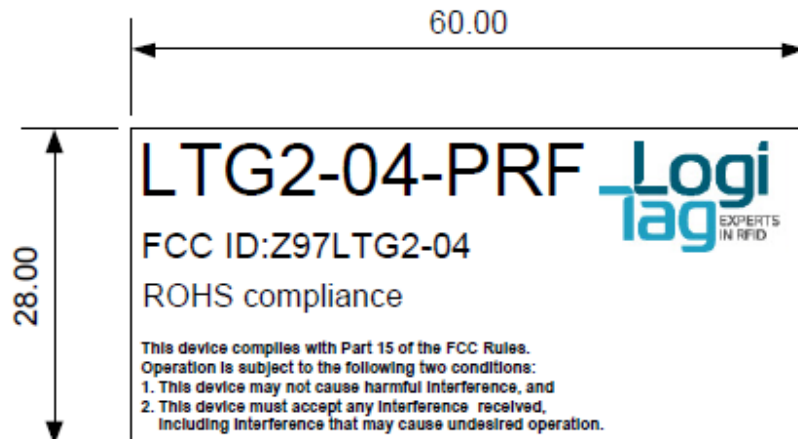 60.00
28.00
LTG2-04-PRF
Logi
Tag
EXPERTS
IN RFID
FCC ID:Z97LTG2-04
ROHS compliance
This device complies with Part 15 of the FCC Rules.
Operation is subject to the following two conditions:
1. This device may not cause harmful interference, and
2. This device must accept any interference received,
including interference that may cause undesired operation.